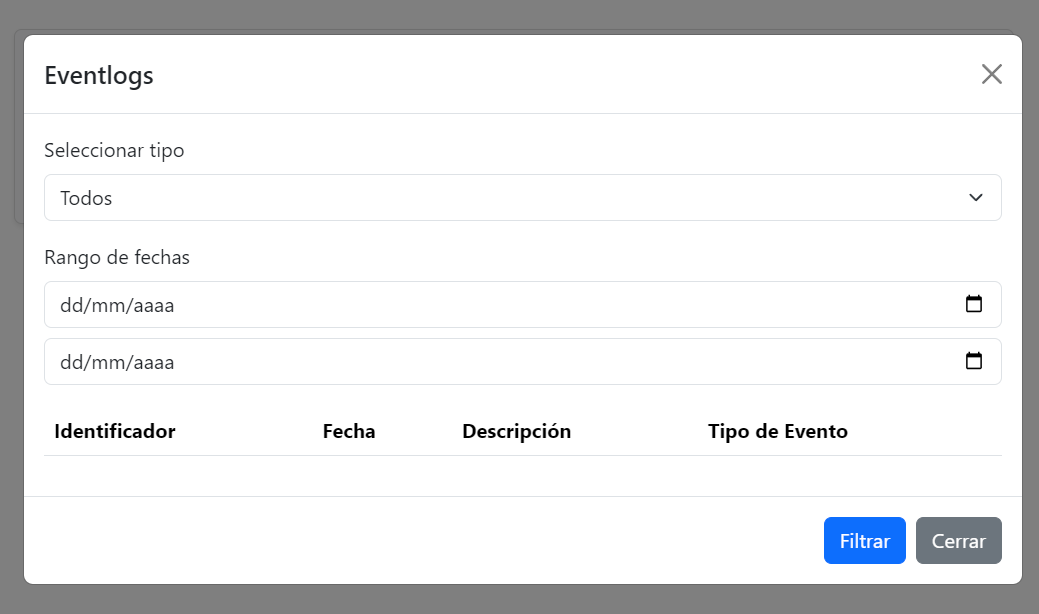 Eventlogs
Seleccionar tipo
Todos
Rango de fechas
dd/mm/aaaa
dd/mm/aaaa
Identificador Fecha Descripción Tipo de Evento
Filtrar Cerrar